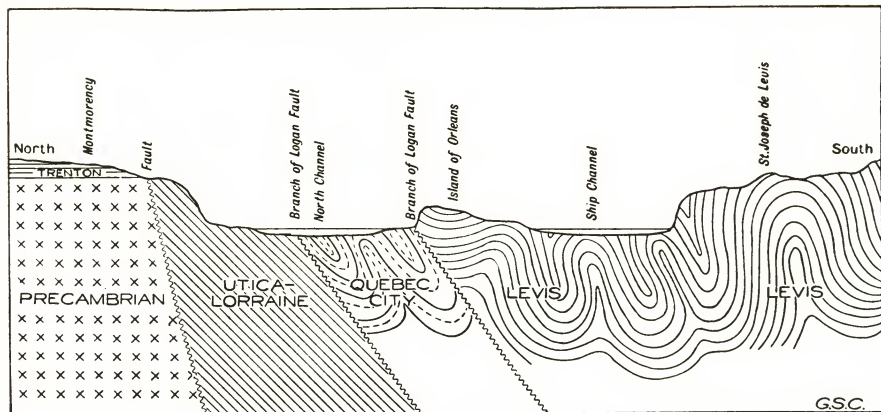 North
Montmorency
Fault
Branch of Logan Fault
North Channel
Branch of Logan Fault
Island of Orleans
Ship Channel
St. Joseph de Levis
South
TRENTON
PRECAMBRIAN
UTICA-
LORRAINE
QUEBEC
CITY
LEVIS
LEVIS
G.S.C.